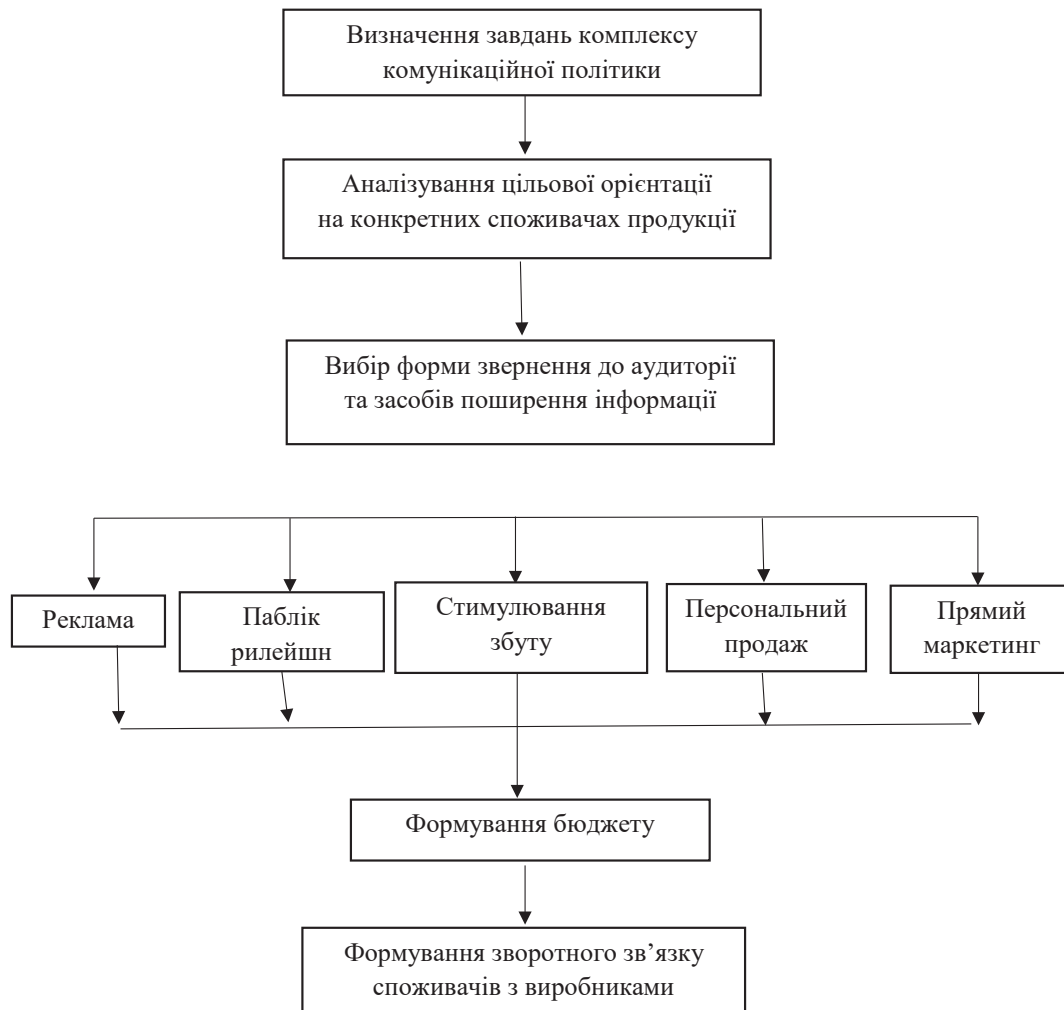 Визначення завдань комплексу
комунікаційної політики
Аналізування цільової орієнтації
на конкретних споживачах продукції
Вибір форми звернення до аудиторії
та засобів поширення інформації
Реклама
Паблік
рилейшн
Стимулювання
збуту
Персональний
продаж
Прямий
маркетинг
Формування бюджету
Формування зворотного зв’язку
споживачів з виробниками